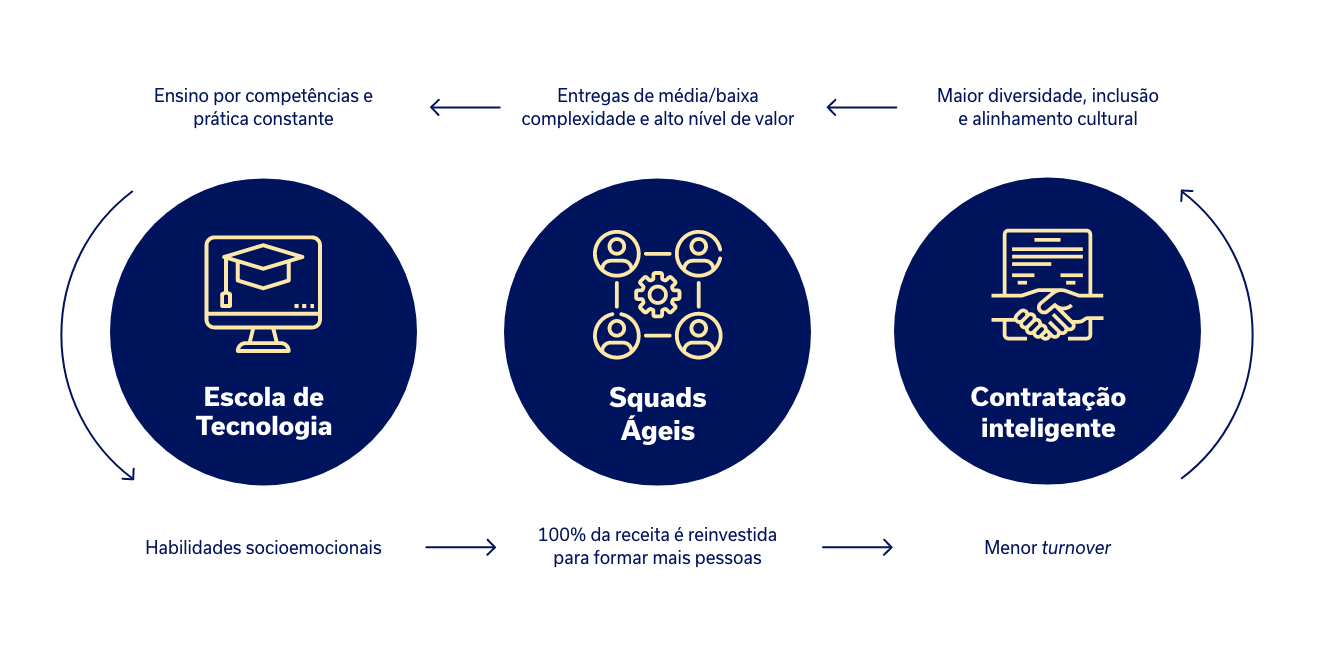 Ensino por competências e
prática constante
Entregas de média/baixa
complexidade e alto nível de valor
Maior diversidade, inclusão
e alinhamento cultural
Escola de
Tecnologia
Squads
Ágeis
Contratação
inteligente
Habilidades socioemocionais
100% da receita é reinvestida
para formar mais pessoas
Menor turnover